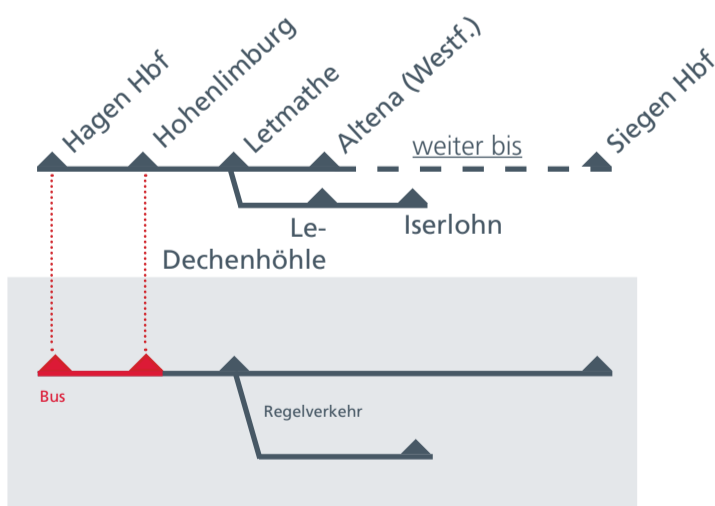 Hagen Hbf
Hohenlimburg
Letmathe
Altena (Westf.)
weiter bis
Siegen Hbf
Le-
Dechenhöhle
Iserlohn
Bus
Regelverkehr